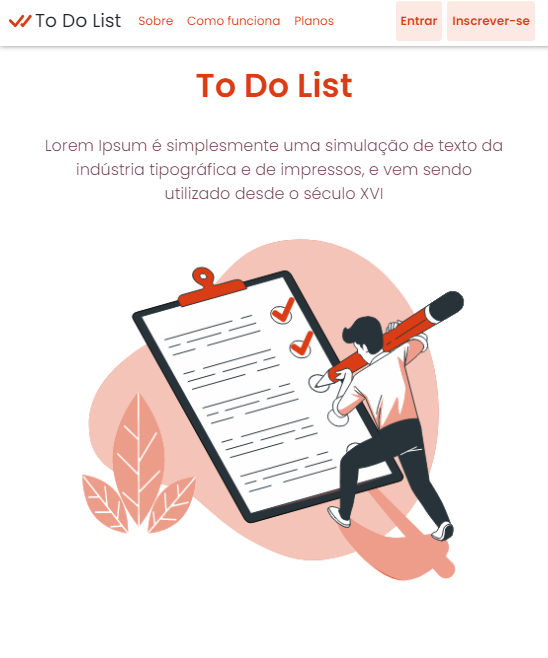 To Do List
Sobre
Como funciona
Planos
Entrar
Inscrever-se
To Do List
Lorem Ipsum é simplesmente uma simulação de texto da
indústria tipográfica e de impressos, e vem sendo
utilizado desde o século XVI